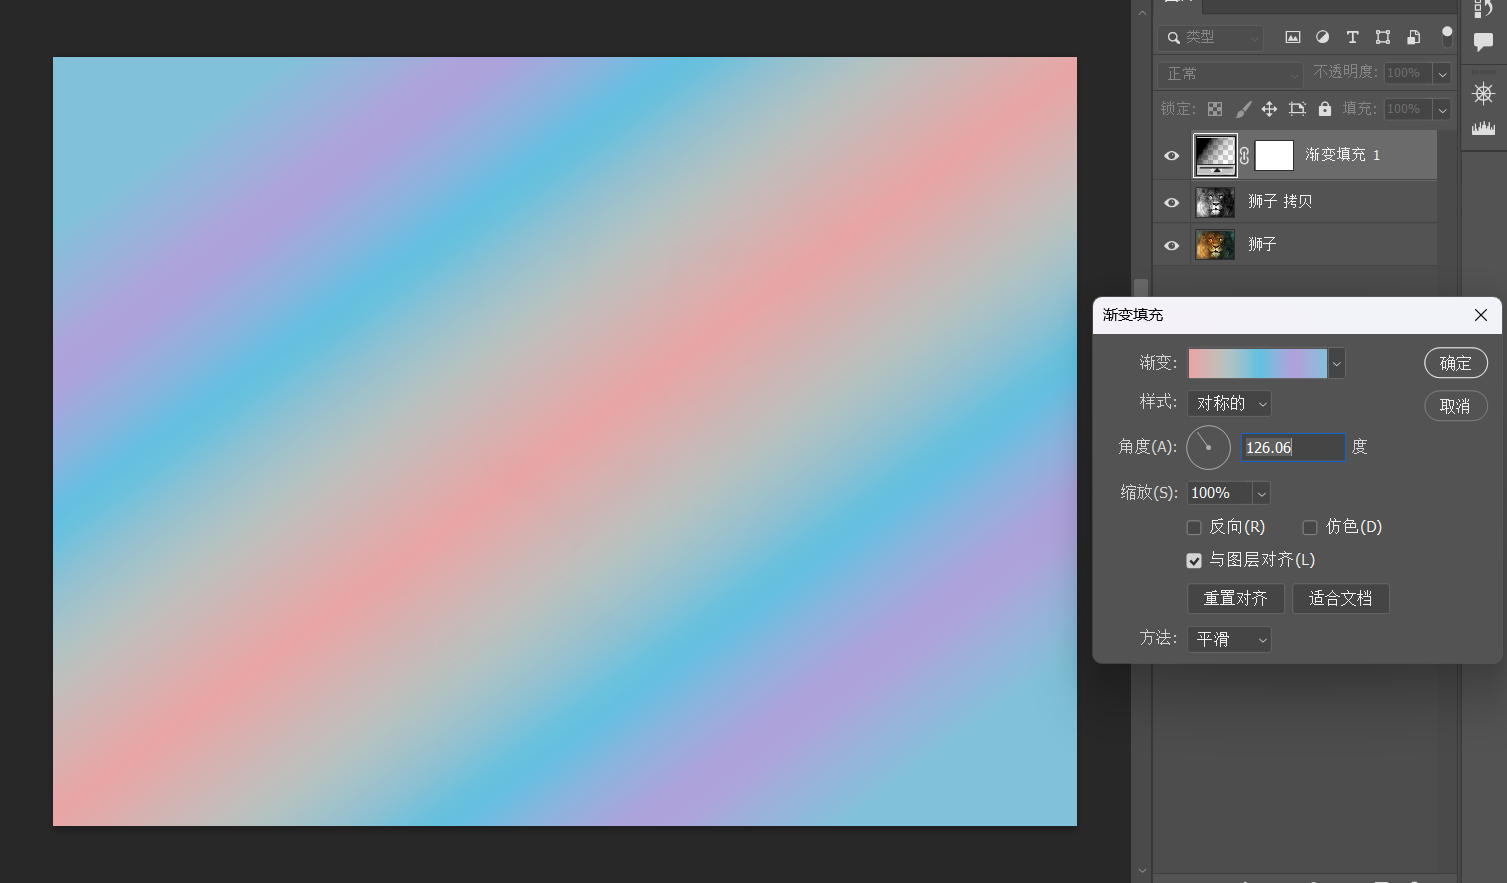 类型
正常
不透明度: 100%
锁定:
填充: 100%
渐变填充 1
狮子 拷贝
狮子
渐变填充
渐变:
确定
样式: 对称的
取消
角度(A): 126.06 度
缩放(S): 100%
反向(R) 仿色(D)
与图层对齐(L)
重置对齐 适合文档
方法: 平滑